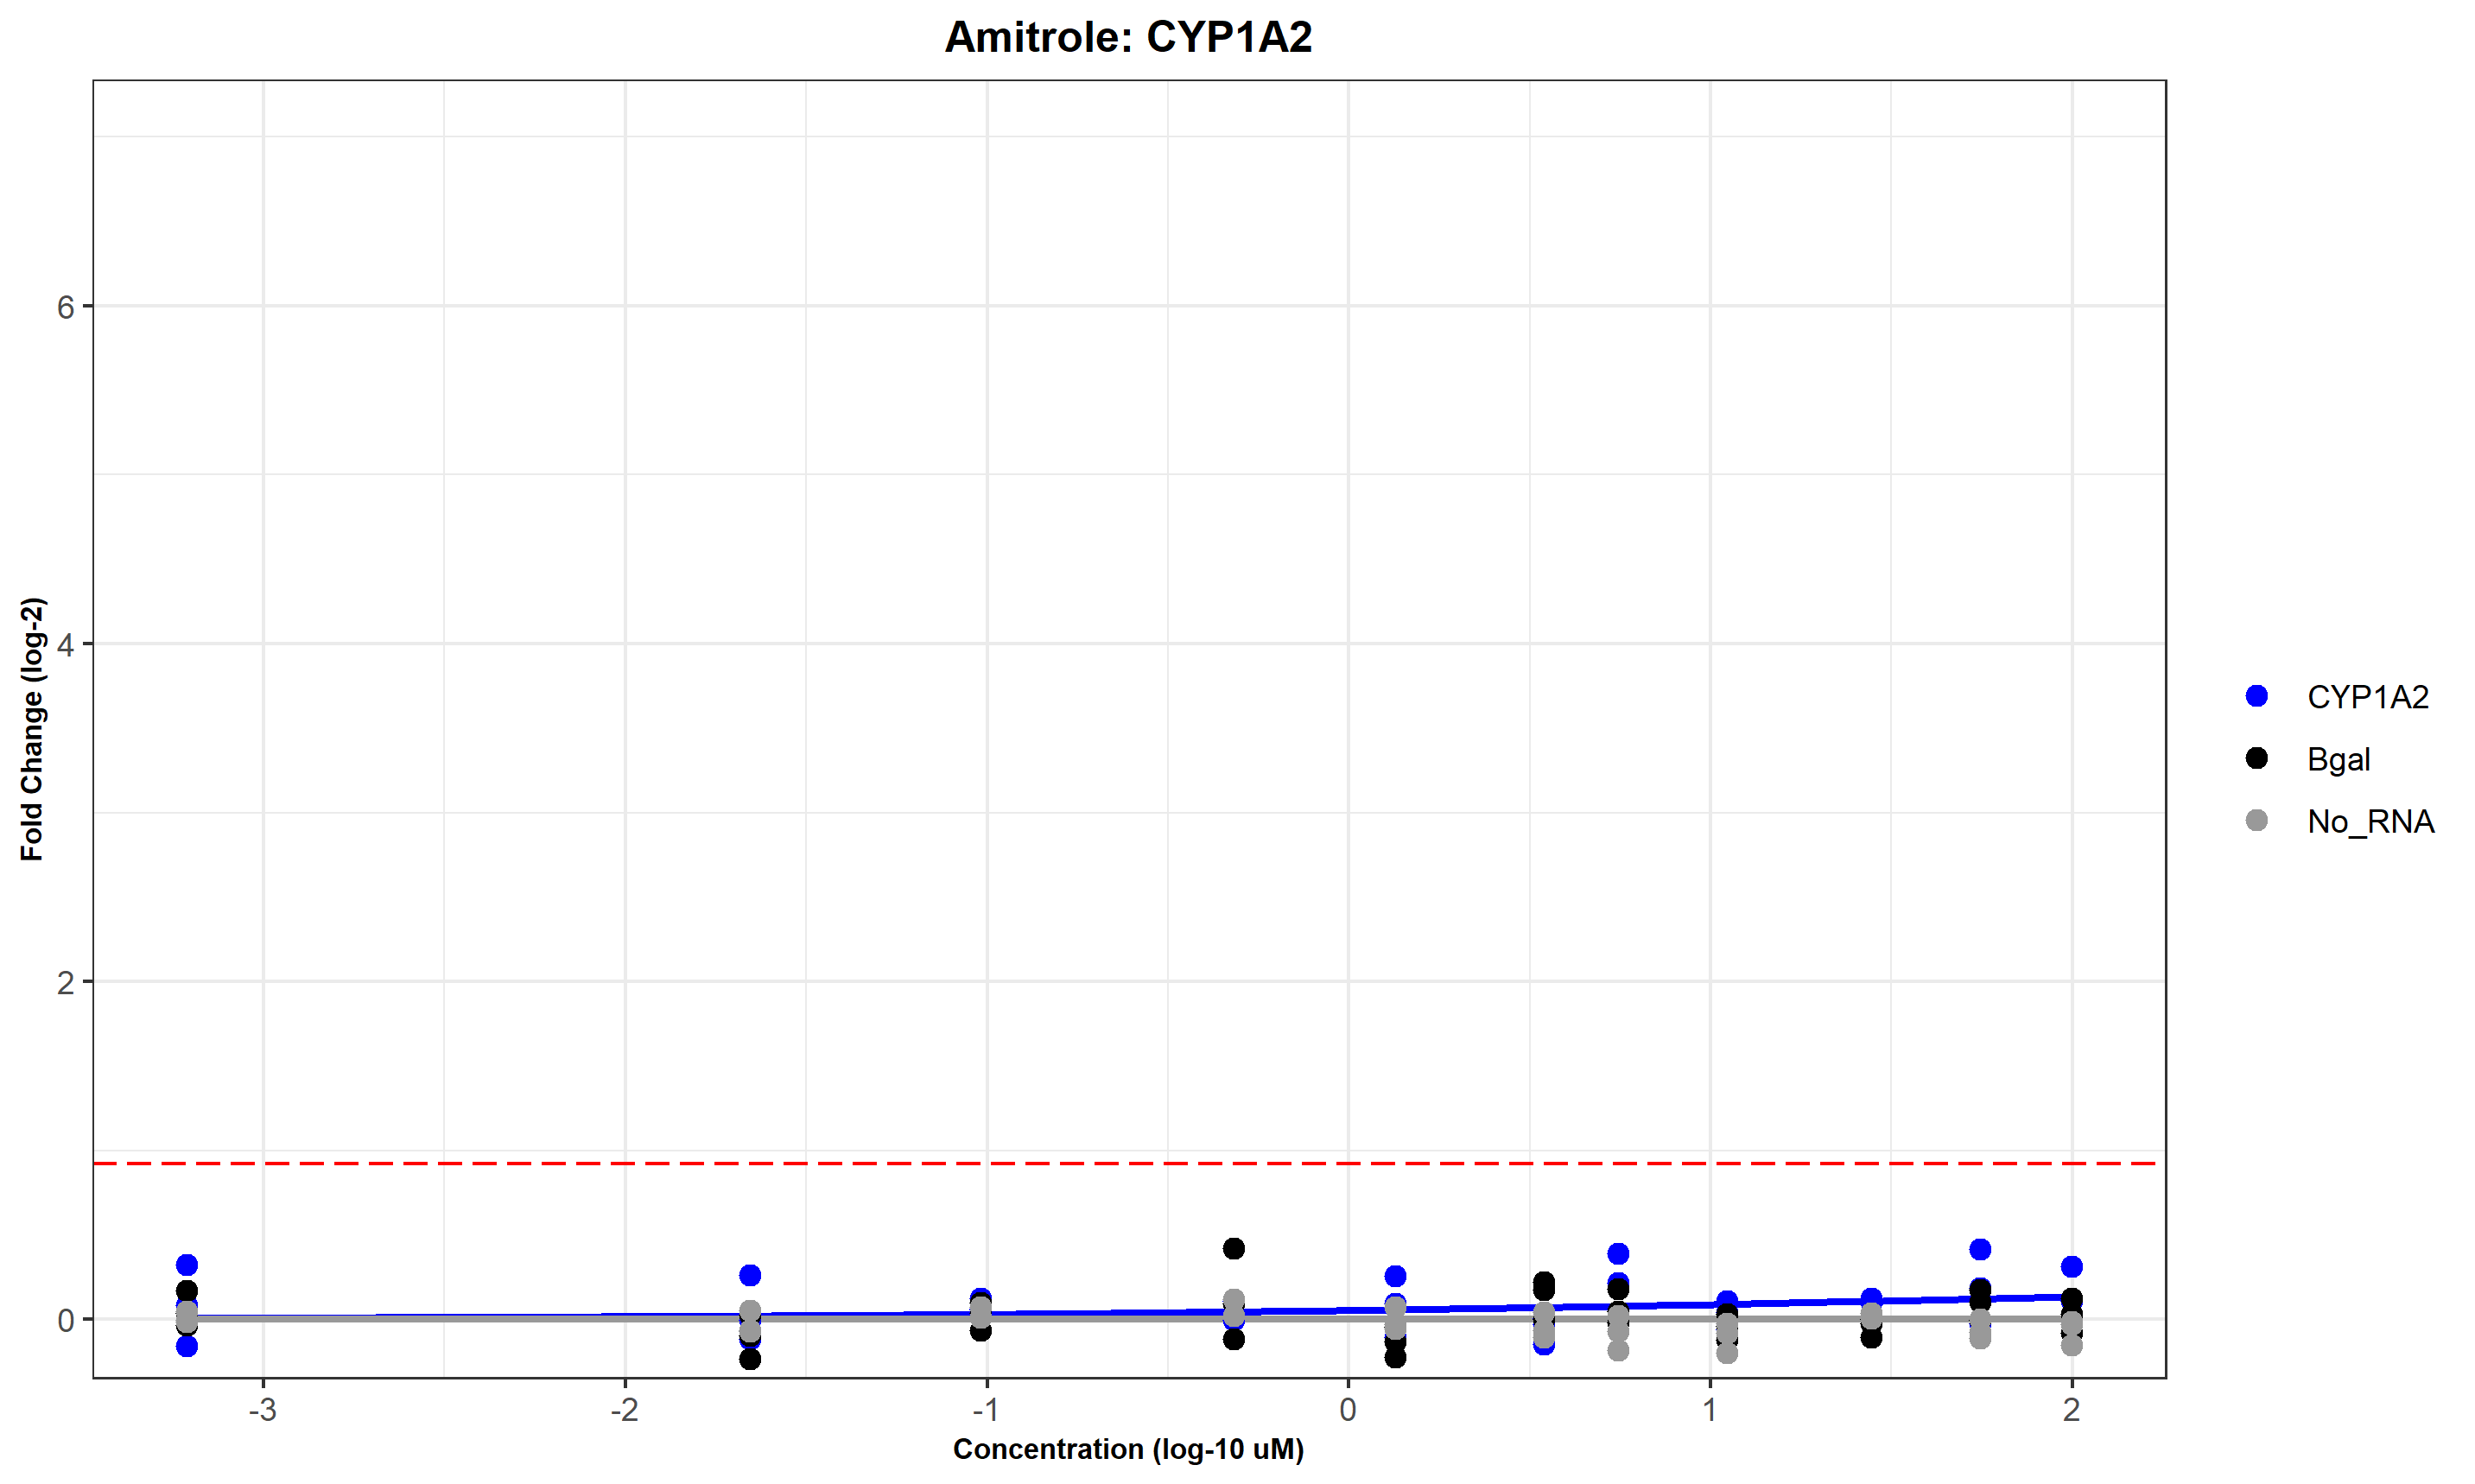 Amitrole: CYP1A2
Fold Change (log-2)
6
4
2
0
-3
-2
-1
0
1
2
Concentration (log-10 uM)
CYP1A2
Bgal
No_RNA